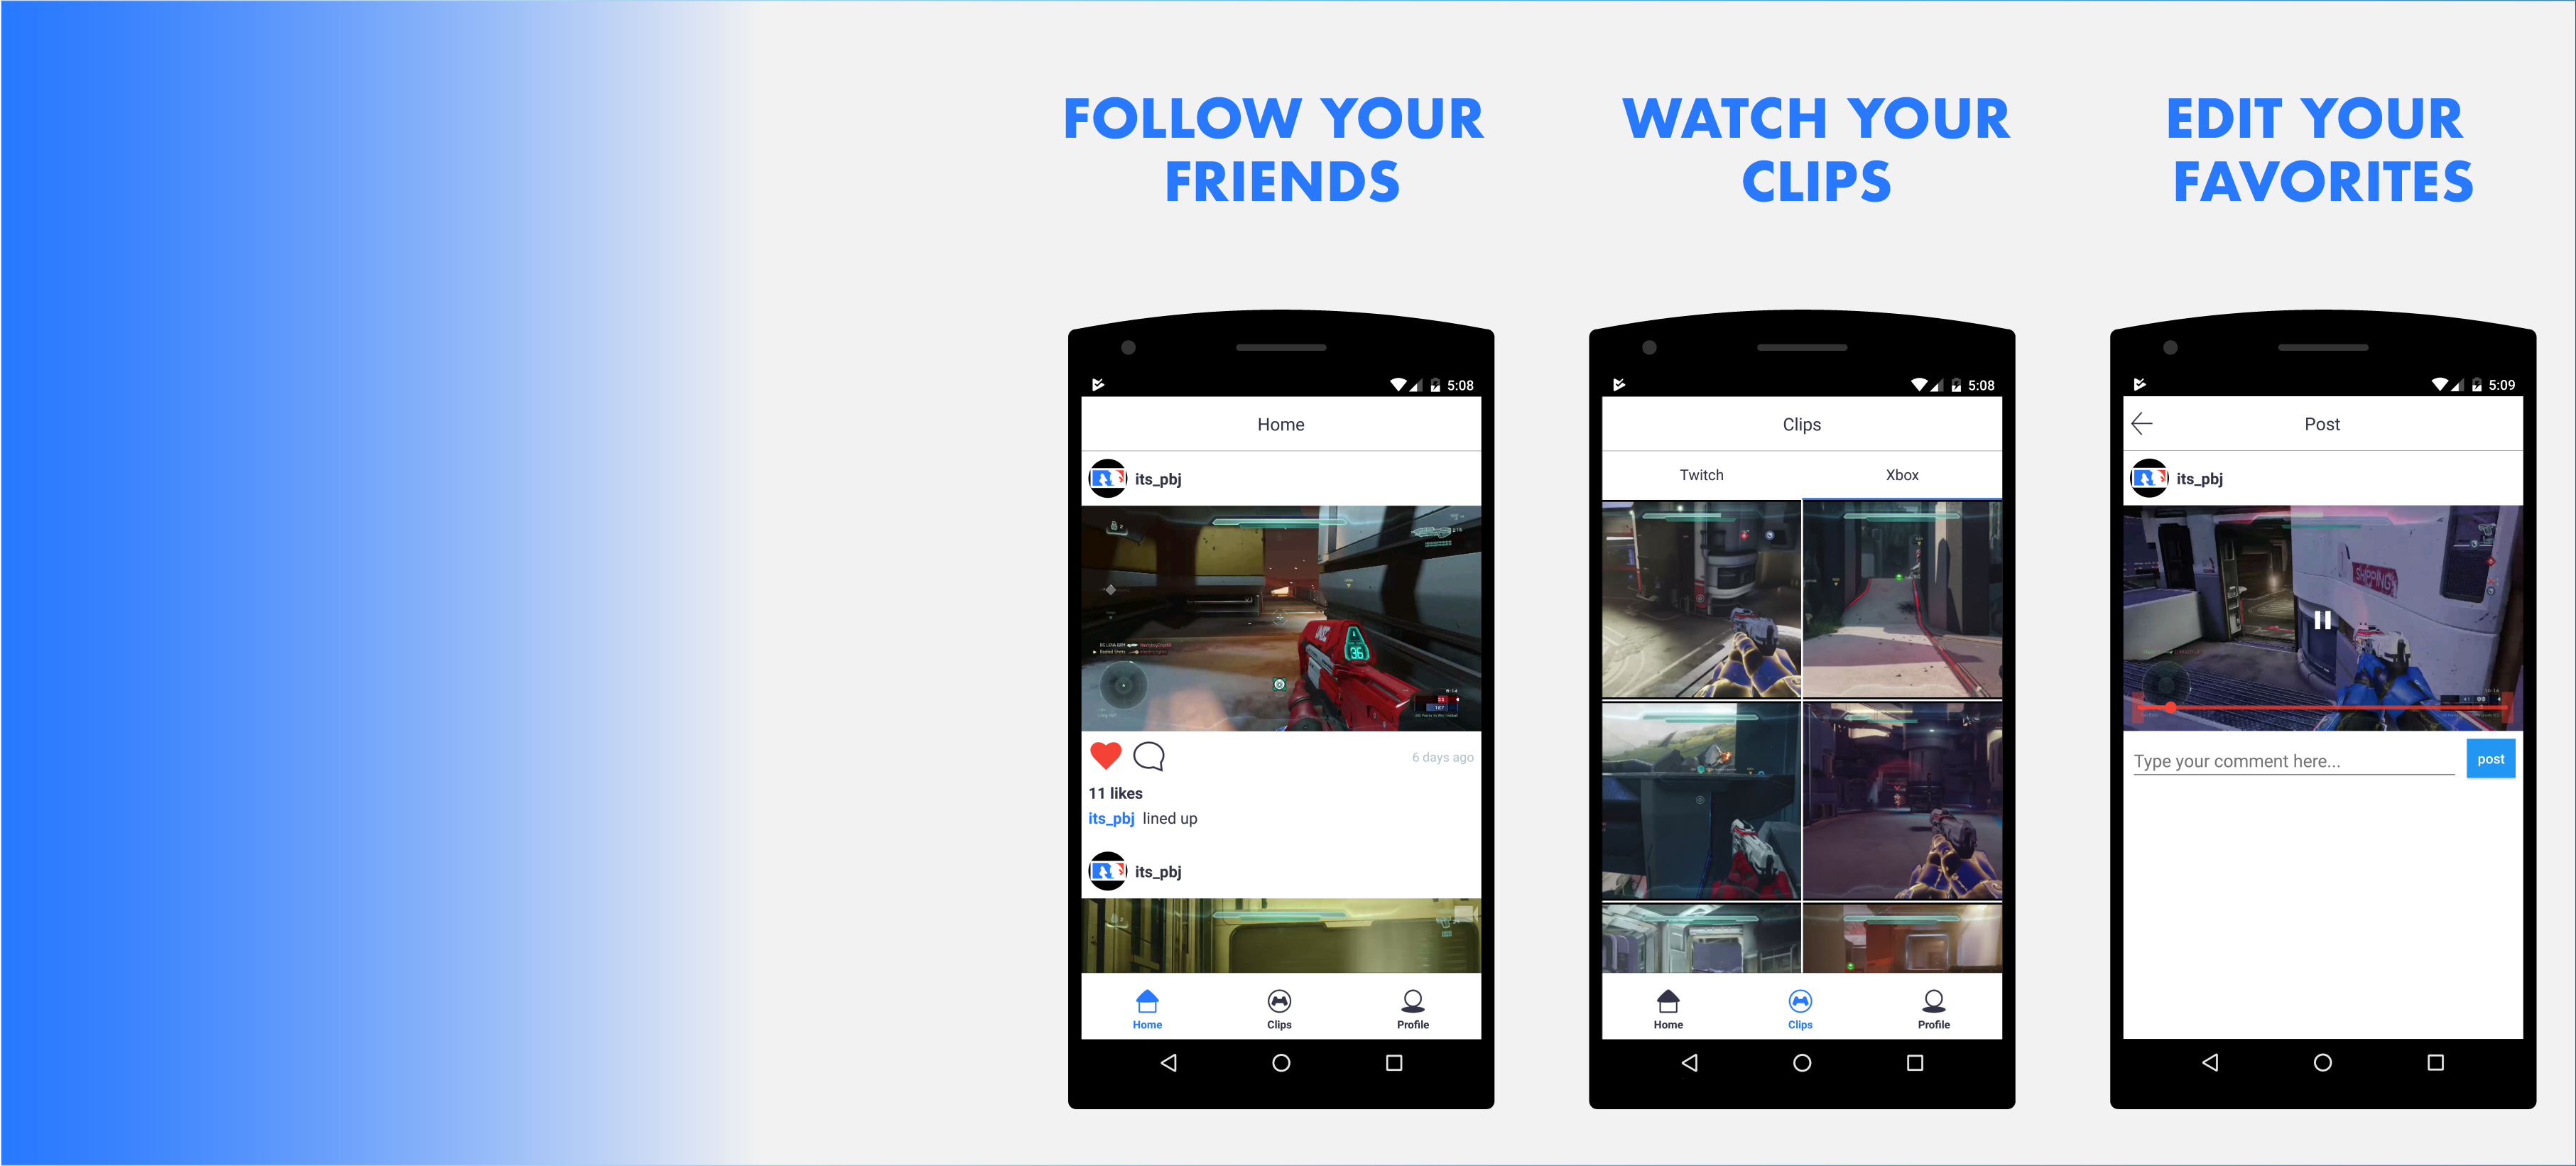 FOLLOW YOUR
FRIENDS
WATCH YOUR
CLIPS
EDIT YOUR
FAVORITES
5:08
Home
its_pbj
36
6 days ago
11 likes
its_pbj lined up
its_pbj
Home
Clips
Profile
5:08
Clips
Twitch
Xbox
Home
Clips
Profile
5:09
Post
its_pbj
SHIPPING
Type your comment here...
post